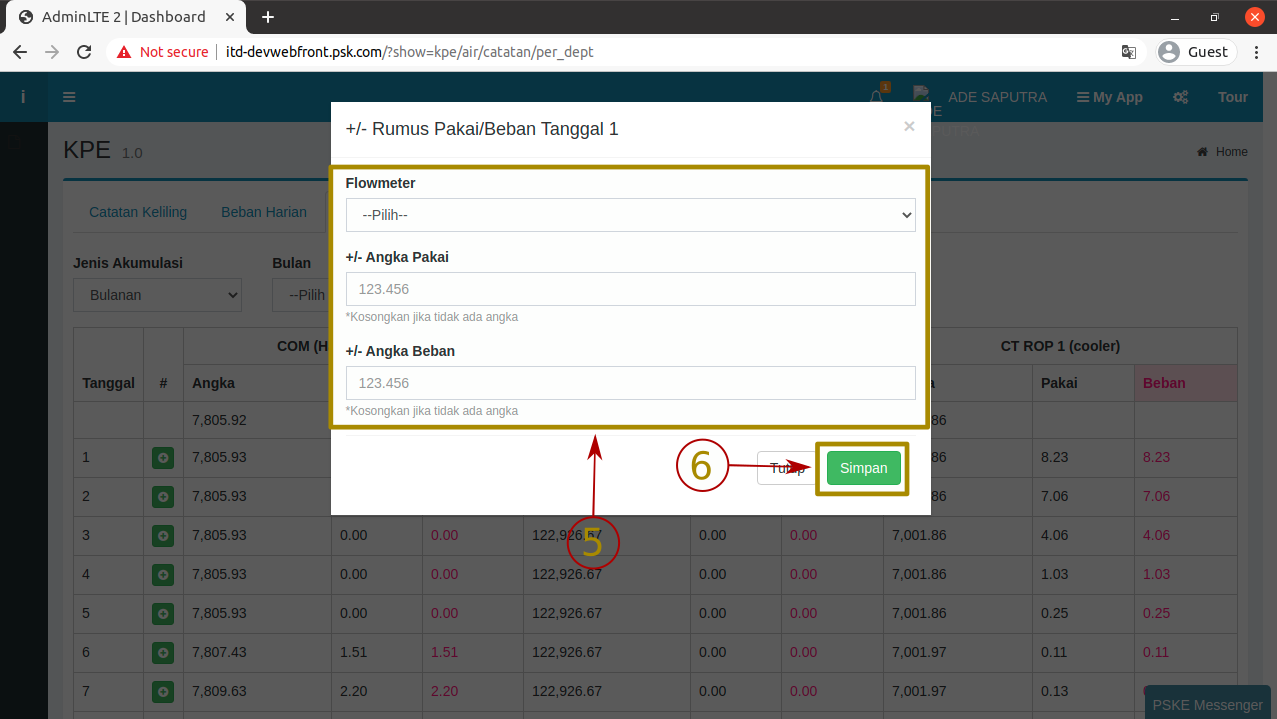 AdminLTE 2 | Dashboard
Not secure itd-devwebfront.psk.com/?show=kpe/air/catatan/per_dept Guest
i 1 ADE SAPUTRA My App Tour
+/- Rumus Pakai/Beban Tanggal 1 ×
KPE 1.0 Home
Flowmeter
--Pilih--
Catatan Keliling Beban Harian
+/- Angka Pakai
123.456
*Kosongkan jika tidak ada angka
+/- Angka Beban
123.456
*Kosongkan jika tidak ada angka
Tutup Simpan
5
6
Jenis Akumulasi Bulan
Bulanan --Pilih
COM (H CT ROP 1 (cooler)
Tanggal # Angka Pakai Beban
7,805.92
1 7,805.93 8.23 8.23
2 7,805.93 7.06 7.06
3 7,805.93 0.00 0.00 122,926.67 0.00 0.00 7,001.86 4.06 4.06
4 7,805.93 0.00 0.00 122,926.67 0.00 0.00 7,001.86 1.03 1.03
5 7,805.93 0.00 0.00 122,926.67 0.00 0.00 7,001.86 0.25 0.25
6 7,807.43 1.51 1.51 122,926.67 0.00 0.00 7,001.97 0.11 0.11
7 7,809.63 2.20 2.20 122,926.67 0.00 0.00 7,001.97 0.13
PSKE Messenger